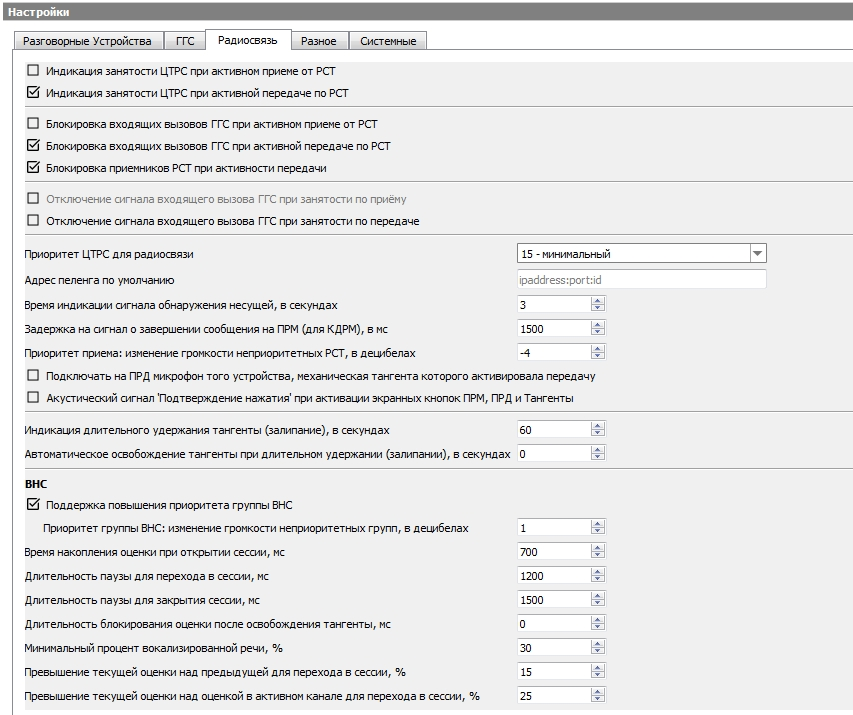 Настройки
Разговорные Устройства ГГС Радиосвязь Разное Системные
Индикация занятости ЦТРС при активном приеме от РСТ
Индикация занятости ЦТРС при активной передаче по РСТ
Блокировка входящих вызовов ГГС при активном приеме от РСТ
Блокировка входящих вызовов ГГС при активной передаче по РСТ
Блокировка приемников РСТ при активности передачи
Отключение сигнала входящего вызова ГГС при занятости по приёму
Отключение сигнала входящего вызова ГГС при занятости по передаче
Приоритет ЦТРС для радиосвязи 15 - минимальный
Адрес пеленга по умолчанию ipaddress:port:id
Время индикации сигнала обнаружения несущей, в секундах 3
Задержка на сигнал о завершении сообщения на ПРМ (для КДРМ), в мс 1500
Приоритет приема: изменение громкости неприоритетных РСТ, в децибелах -4
Подключать на ПРД микрофон того устройства, механическая тангента которого активировала передачу
Акустический сигнал 'Подтверждение нажатия' при активации экранных кнопок ПРМ, ПРД и Тангенты
Индикация длительного удержания тангенты (залипание), в секундах 60
Автоматическое освобождение тангенты при длительном удержании (залипании), в секундах 0
ВНС
Поддержка повышения приоритета группы ВНС
Приоритет группы ВНС: изменение громкости неприоритетных групп, в децибелах 1
Время накопления оценки при открытии сессии, мс 700
Длительность паузы для перехода в сессии, мс 1200
Длительность паузы для закрытия сессии, мс 1500
Длительность блокирования оценки после освобождения тангенты, мс 0
Минимальный процент вокализированной речи, % 30
Превышение текущей оценки над предыдущей для перехода в сессии, % 15
Превышение текущей оценки над оценкой в активном канале для перехода в сессии, % 25